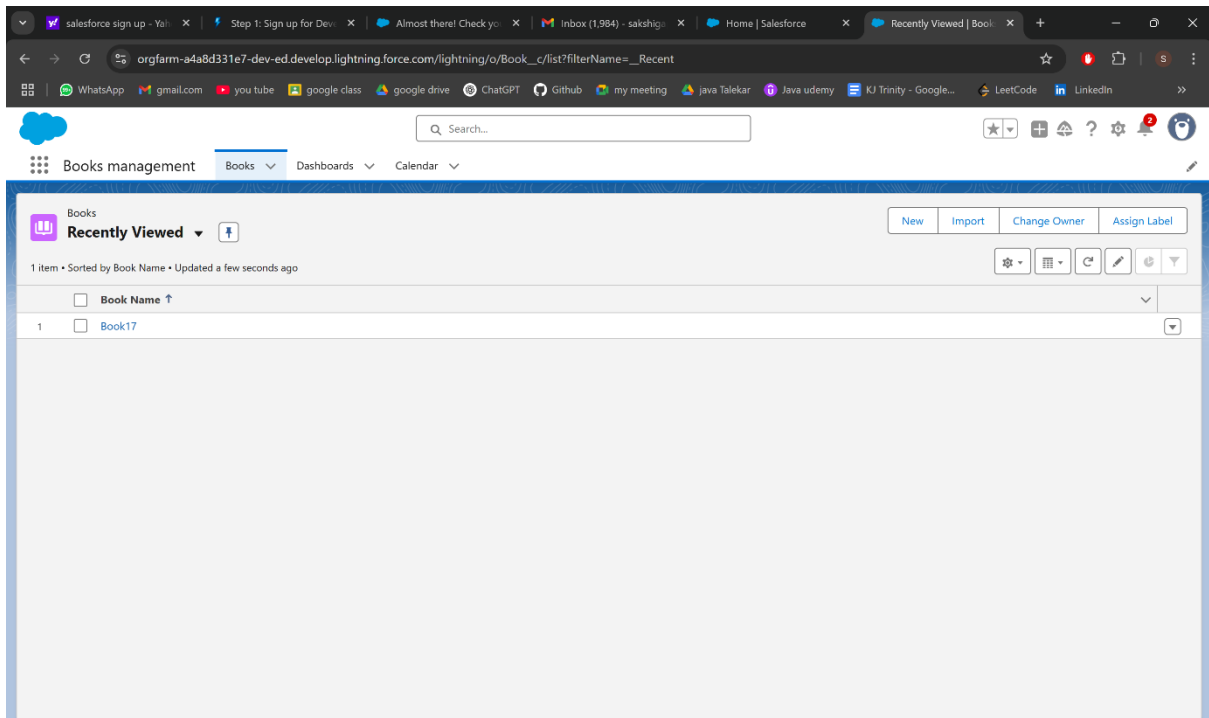 salesforce sign up - Yah
Step 1: Sign up for Deve
Almost there! Check yo
Inbox (1,984) - sakshiga
Home | Salesforce
Recently Viewed | Book
orgfarm-a4a8d331e7-dev-ed.develop.lightning.force.com/lightning/o/Book__c/list?filterName=__Recent
S
WhatsApp gmail.com you tube google class google drive ChatGPT Github my meeting java Talekar Java udemy KJ Trinity - Google... LeetCode LinkedIn
Search...
2
Books management Books Dashboards Calendar
Books
Recently Viewed
New Import Change Owner Assign Label
1 item • Sorted by Book Name • Updated a few seconds ago
Book Name
1 Book17